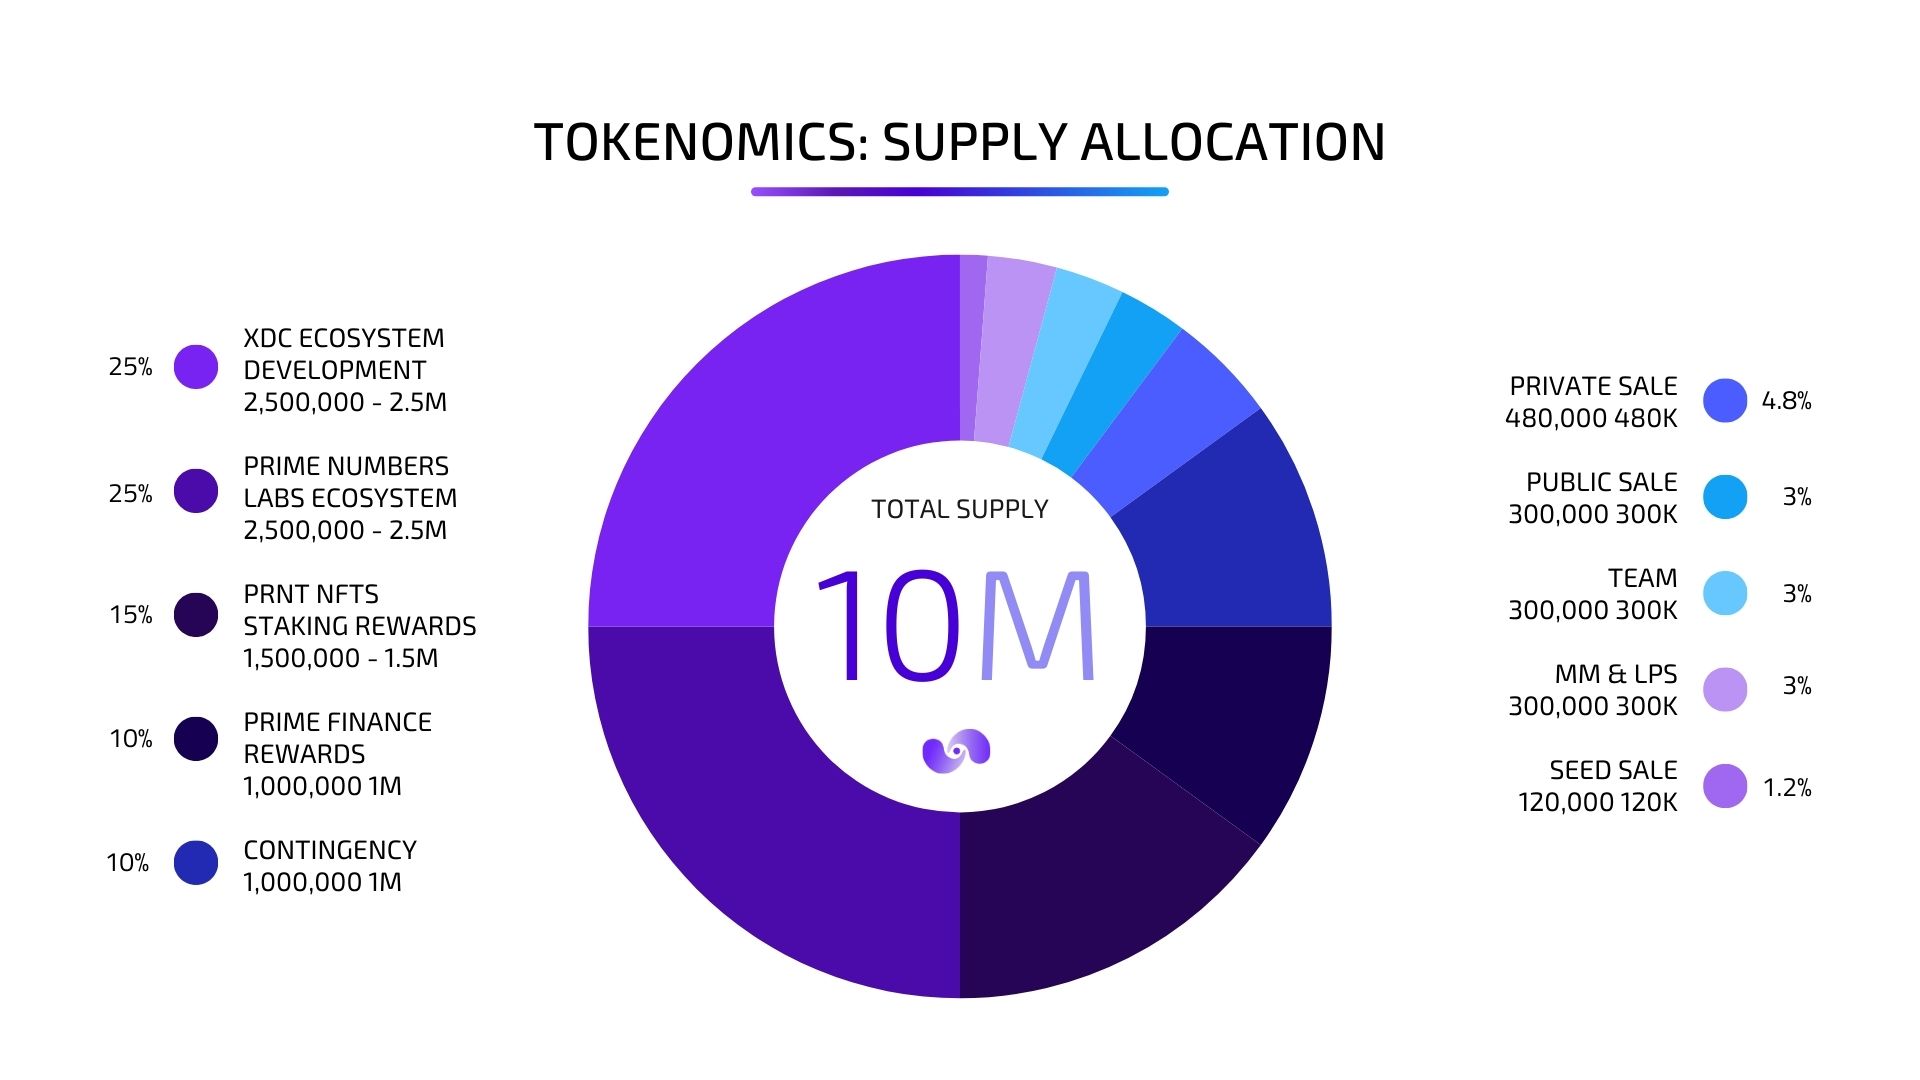 TOKENOMICS: SUPPLY ALLOCATION
25%
XDC ECOSYSTEM
DEVELOPMENT
2,500,000 - 2.5M
25%
PRIME NUMBERS
LABS ECOSYSTEM
2,500,000 - 2.5M
15%
PRNT NFTS
STAKING REWARDS
1,500,000 - 1.5M
10%
PRIME FINANCE
REWARDS
1,000,000 1M
10%
CONTINGENCY
1,000,000 1M
TOTAL SUPPLY
10M
PRIVATE SALE
480,000 480K
4.8%
PUBLIC SALE
300,000 300K
3%
TEAM
300,000 300K
3%
MM & LPS
300,000 300K
3%
SEED SALE
120,000 120K
1.2%